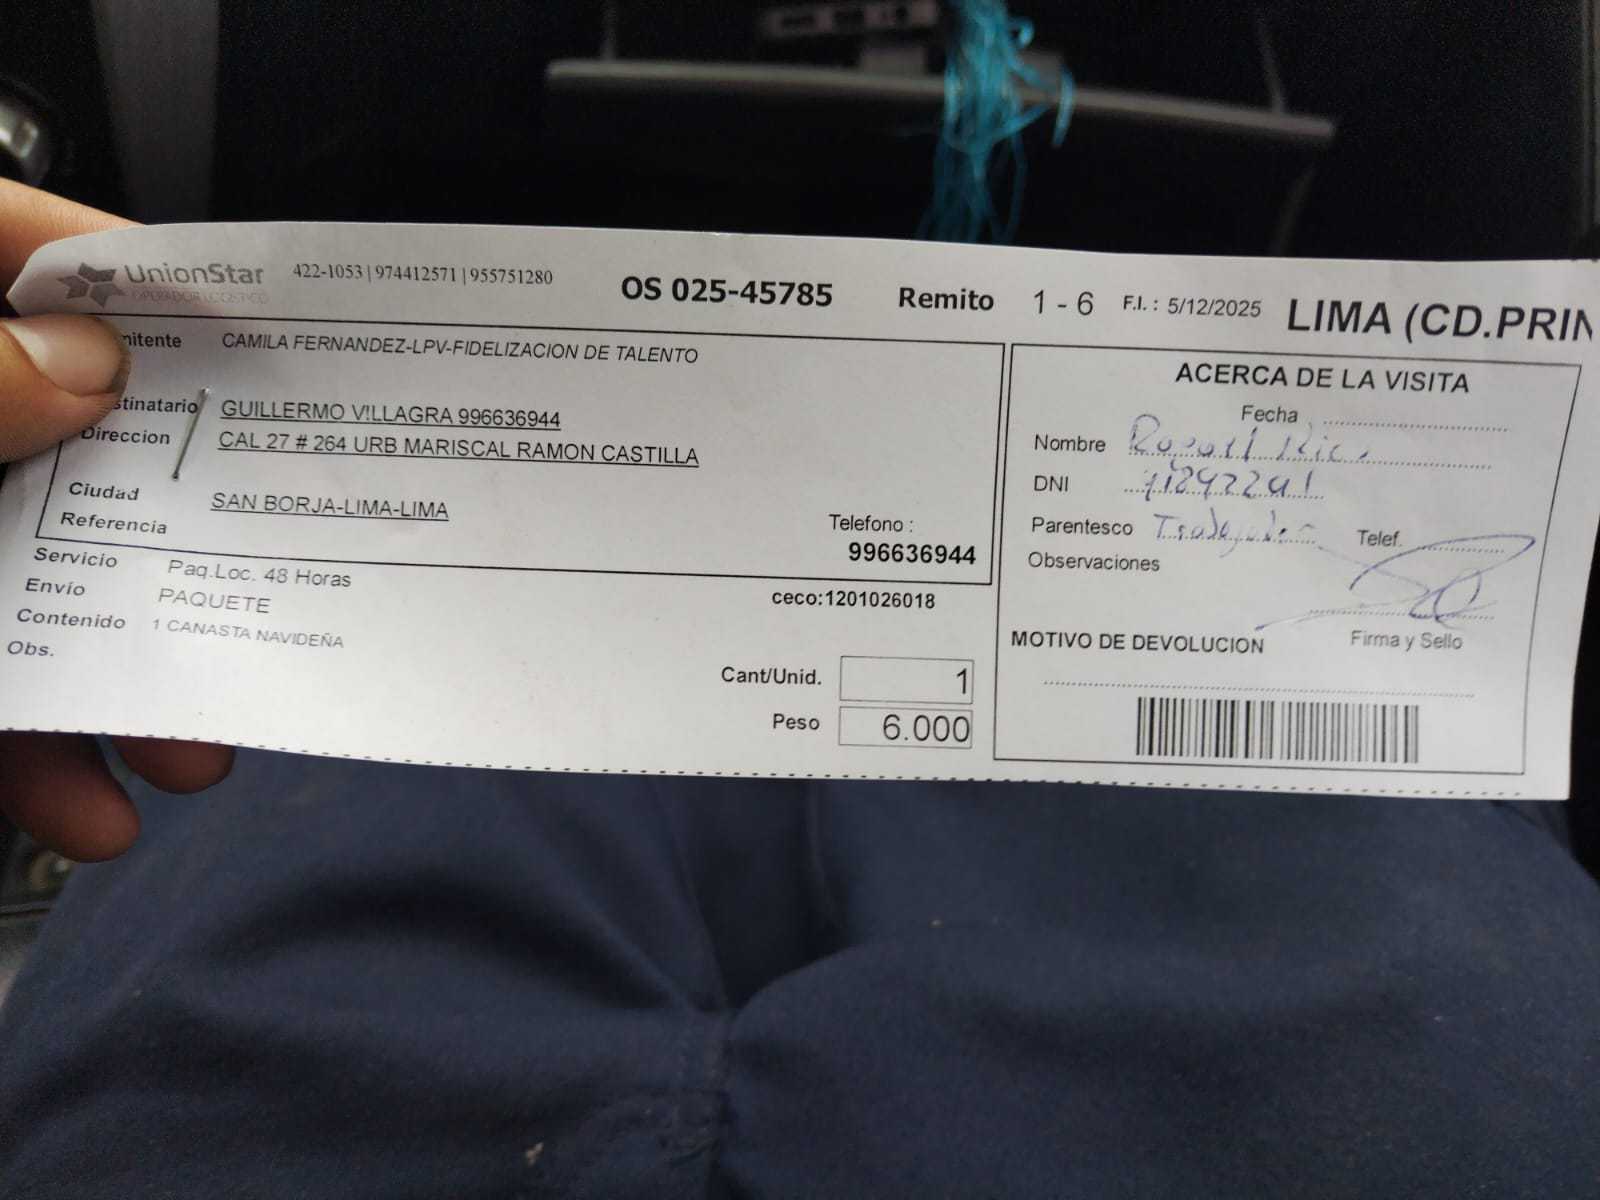 UnionStar
OPERADOR LOGISTICO
422-1053 | 974412571 | 955751280
OS 025-45785
Remito 1 - 6
F.I. : 5/12/2025
LIMA (CD.PRIN
mitente CAMILA FERNANDEZ-LPV-FIDELIZACION DE TALENTO
stinatario GUILLERMO V!LLAGRA 996636944
Direccion CAL 27 # 264 URB MARISCAL RAMON CASTILLA
Ciudad SAN BORJA-LIMA-LIMA
Referencia
Telefono :
996636944
Servicio Paq.Loc. 48 Horas
Envío PAQUETE
Contenido 1 CANASTA NAVIDEÑA
Obs.
ceco:1201026018
Cant/Unid. 1
Peso 6.000
ACERCA DE LA VISITA
Fecha
Nombre
DNI
Parentesco Trabajador
Telef.
Observaciones
Firma y Sello
MOTIVO DE DEVOLUCION